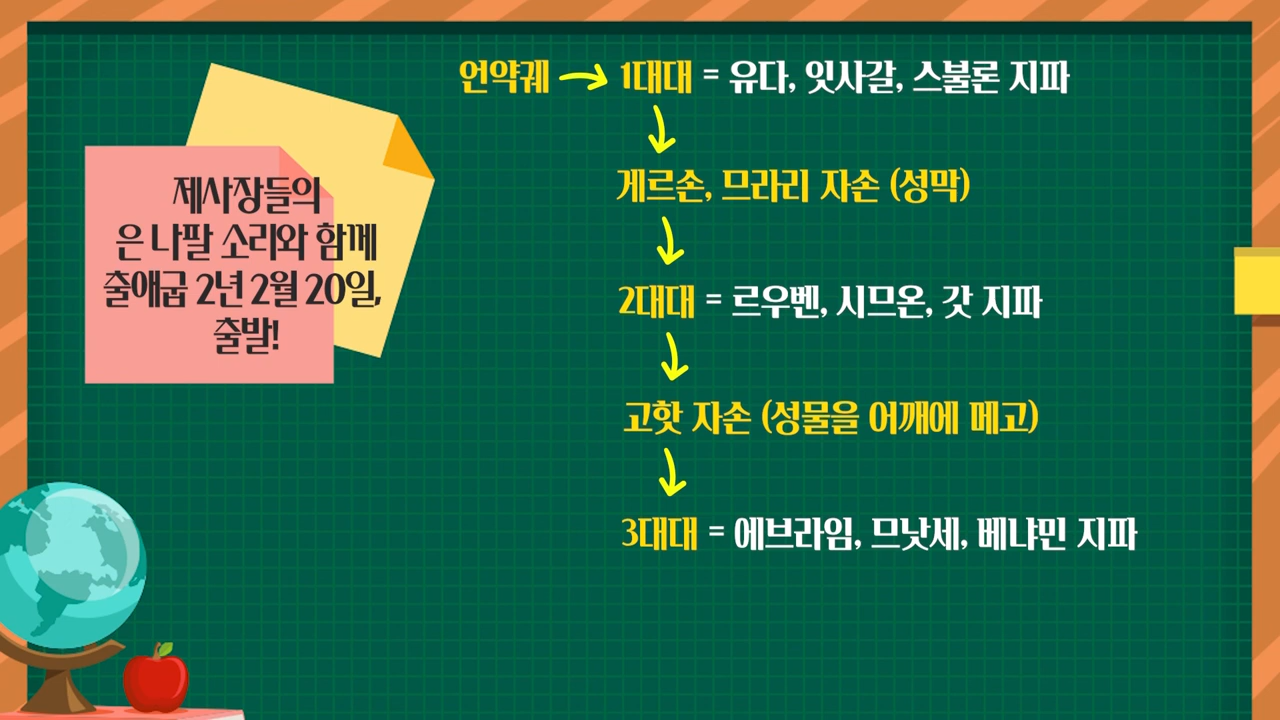 제사장들의
은 나팔 소리와 함께
출애굽 2년 2월 20일,
출발!
언약궤 → 1대대 = 유다, 잇사갈, 스불론 지파
게르손, 므라리 자손 (성막)
2대대 = 르우벤, 시므온, 갓 지파
고핫 자손 (성물을 어깨에 메고)
3대대 = 에브라임, 므낫세, 베냐민 지파